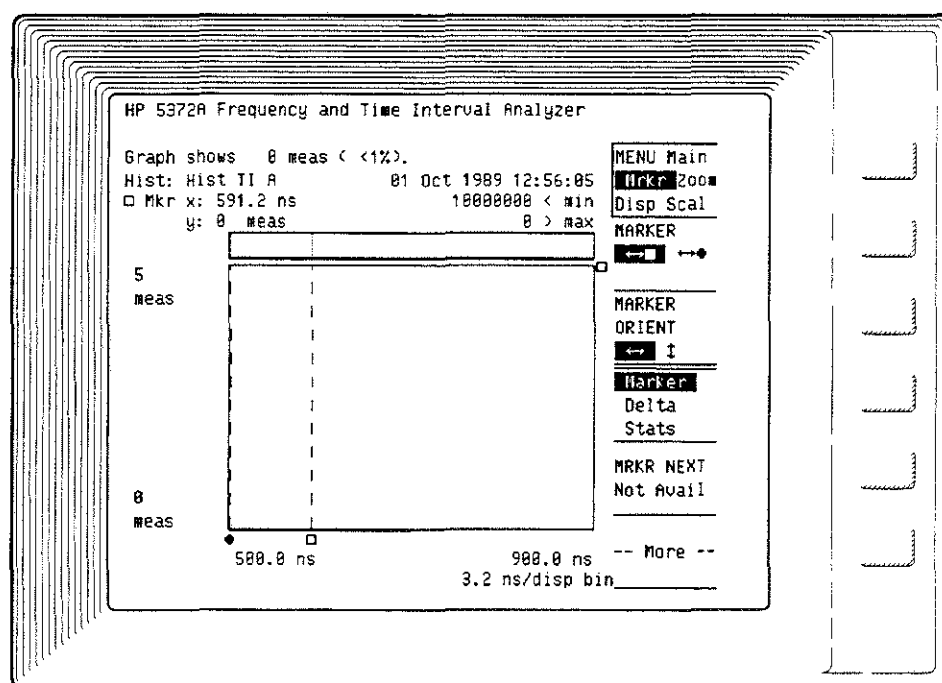 HP 5372A Frequency and Time Interval Analyzer
Graph shows 0 meas ( <1%).
Hist: Hist TI A 01 Oct 1989 12:56:05
Mkr x: 591.2 ns 10000000 < min
y: 0 meas 0 > max
5
meas
0
meas
500.0 ns 900.0 ns
3.2 ns/disp bin
MENU Main
Mrkr Zoom
Disp Scal
MARKER
MARKER
ORIENT
Marker
Delta
Stats
MRKR NEXT
Not Avail
-- More --